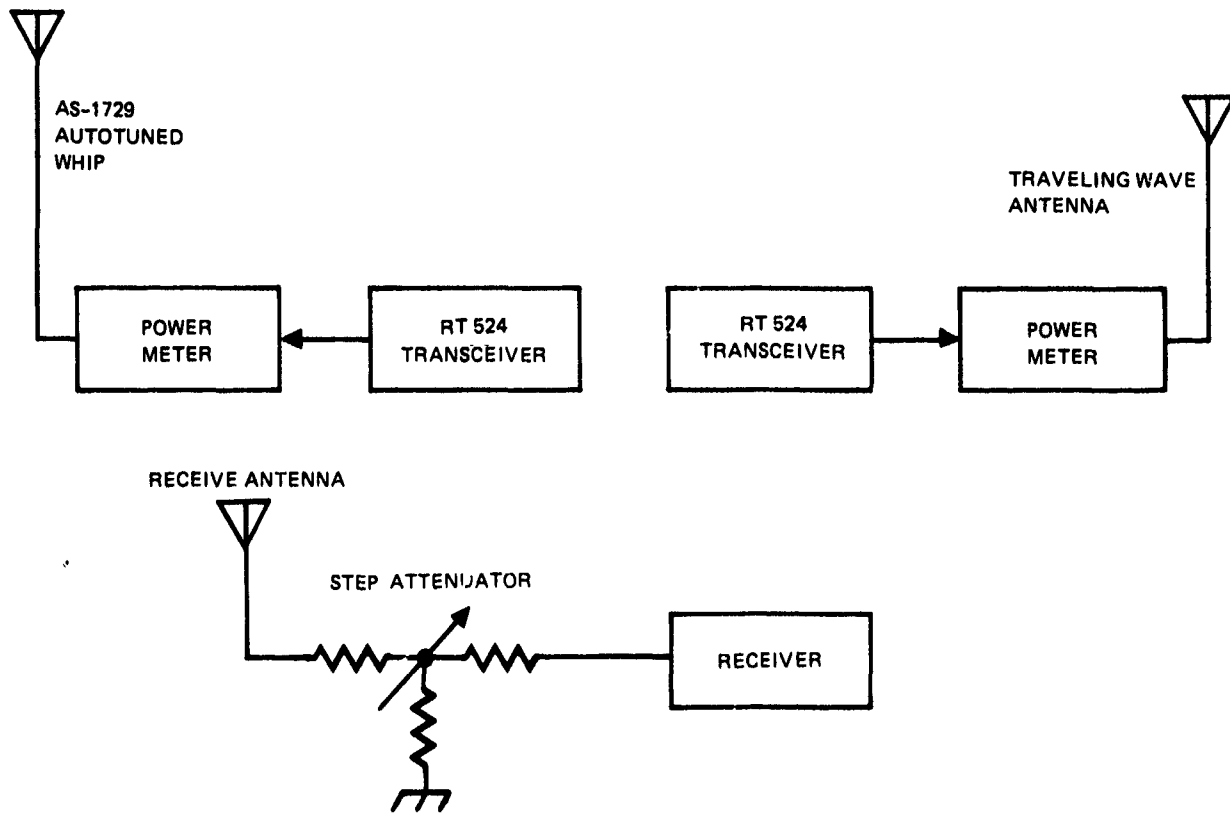 AS-1729
AUTOTUNED
WHIP
TRAVELING WAVE
ANTENNA
POWER
METER
RT 524
TRANSCEIVER
RT 524
TRANSCEIVER
POWER
METER
RECEIVE ANTENNA
STEP ATTENUATOR
RECEIVER